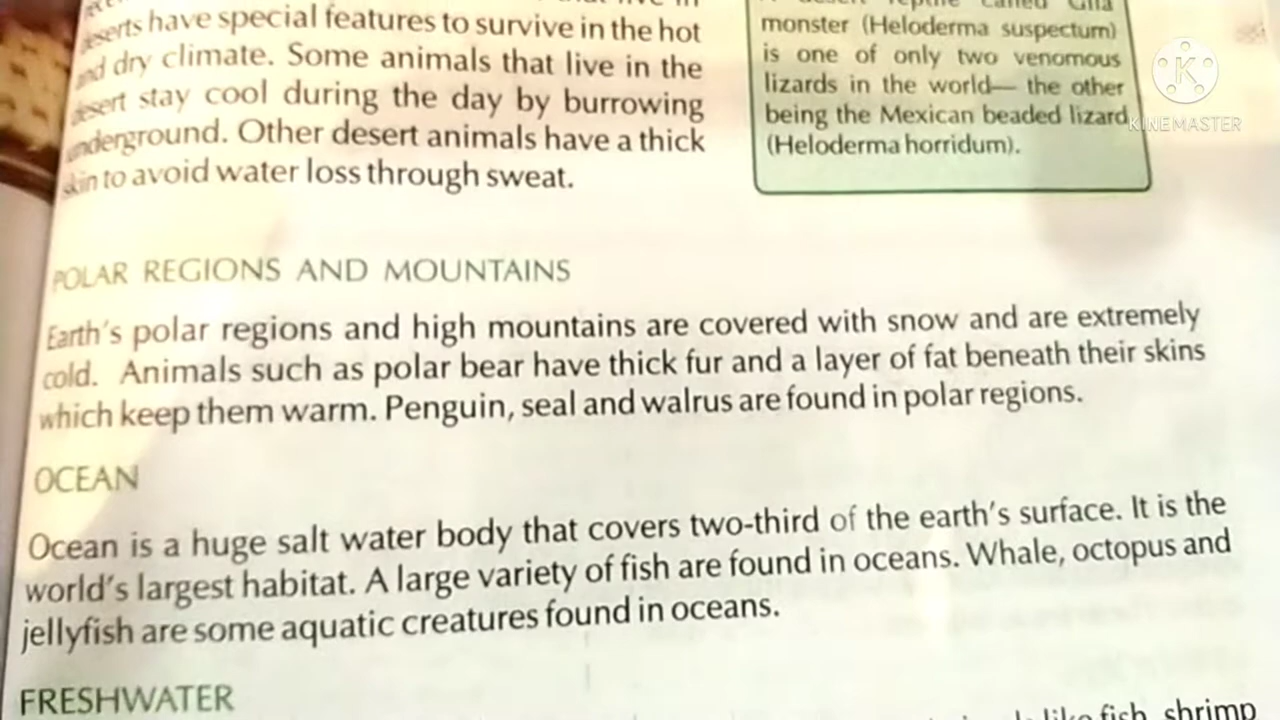 deserts have special features to survive in the hot
and dry climate. Some animals that live in the
desert stay cool during the day by burrowing
underground. Other desert animals have a thick
skin to avoid water loss through sweat.
monster (Heloderma suspectum)
is one of only two venomous
lizards in the world— the other
being the Mexican beaded lizard
(Heloderma horridum).
KINEMASTER
POLAR REGIONS AND MOUNTAINS
Earth's polar regions and high mountains are covered with snow and are extremely
cold. Animals such as polar bear have thick fur and a layer of fat beneath their skins
which keep them warm. Penguin, seal and walrus are found in polar regions.
OCEAN
Ocean is a huge salt water body that covers two-third of the earth's surface. It is the
world's largest habitat. A large variety of fish are found in oceans. Whale, octopus and
jellyfish are some aquatic creatures found in oceans.
FRESHWATER
like fish, shrimp